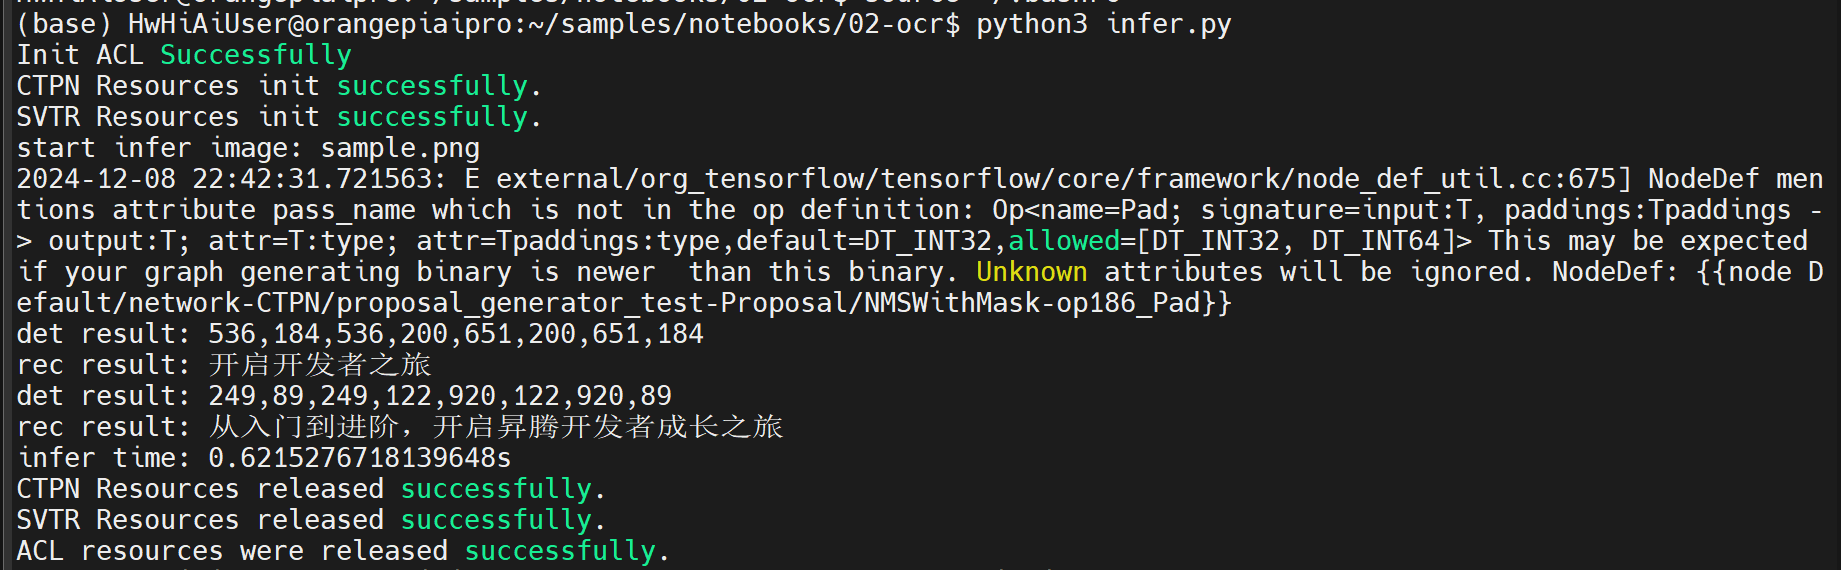 (base) HwHiAiUser@orangepiaipro:~/samples/notebooks/02-ocr$ python3 infer.py
Init ACL Successfully
CTPN Resources init successfully.
SVTR Resources init successfully.
start infer image: sample.png
2024-12-08 22:42:31.721563: E external/org_tensorflow/tensorflow/core/framework/node_def_util.cc:675] NodeDef men
tions attribute pass_name which is not in the op definition: Op<name=Pad; signature=input:T, paddings:Tpaddings -
> output:T; attr=T:type; attr=Tpaddings:type,default=DT_INT32,allowed=[DT_INT32, DT_INT64]> This may be expected
if your graph generating binary is newer  than this binary. Unknown attributes will be ignored. NodeDef: {{node D
efault/network-CTPN/proposal_generator_test-Proposal/NMSWithMask-op186_Pad}}
det result: 536,184,536,200,651,200,651,184
rec result: 开启开发者之旅
det result: 249,89,249,122,920,122,920,89
rec result: 从入门到进阶，开启昇腾开发者成长之旅
infer time: 0.6215276718139648s
CTPN Resources released successfully.
SVTR Resources released successfully.
ACL resources were released successfully.